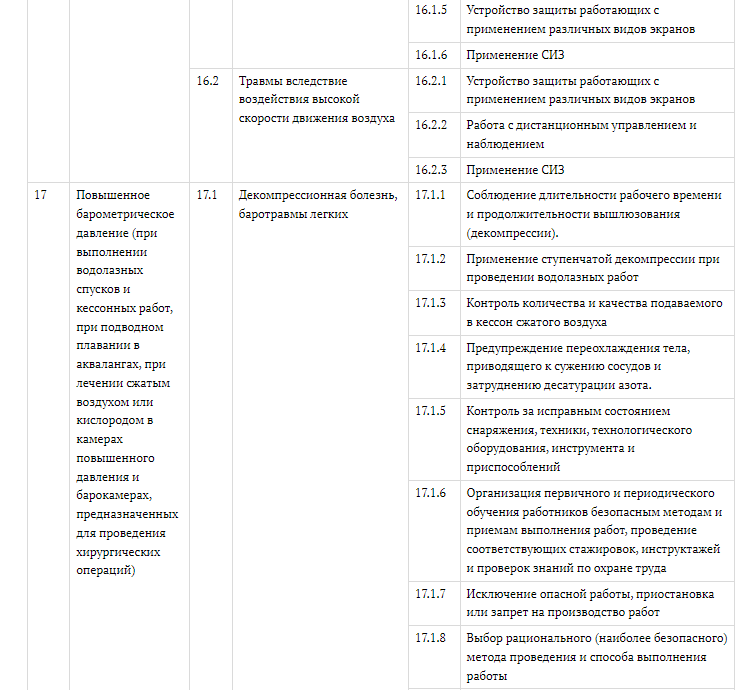 16.1.5
Устройство защиты работающих с
применением различных видов экранов
16.1.6
Применение СИЗ
16.2
Травмы вследствие
воздействия высокой
скорости движения воздуха
16.2.1
Устройство защиты работающих с
применением различных видов экранов
16.2.2
Работа с дистанционным управлением и
наблюдением
16.2.3
Применение СИЗ
17
Повышенное
барометрическое
давление (при
выполнении
водолазных
спусков и
кессонных работ,
при подводном
плавании в
аквалангах, при
лечении сжатым
воздухом или
кислородом в
камерах
повышенного
давления и
барокамерах,
предназначенных
для проведения
хирургических
операций)
17.1
Декомпрессионная болезнь,
баротравмы легких
17.1.1
Соблюдение длительности рабочего времени
и продолжительности вышлюзования
(декомпрессии).
17.1.2
Применение ступенчатой декомпрессии при
проведении водолазных работ
17.1.3
Контроль количества и качества подаваемого
в кессон сжатого воздуха
17.1.4
Предупреждение переохлаждения тела,
приводящего к сужению сосудов и
затруднению десатурации азота.
17.1.5
Контроль за исправным состоянием
снаряжения, техники, технологического
оборудования, инструмента и
приспособлений
17.1.6
Организация первичного и периодического
обучения работников безопасным методам и
приемам выполнения работ, проведение
соответствующих стажировок, инструктажей
и проверок знаний по охране труда
17.1.7
Исключение опасной работы, приостановка
или запрет на производство работ
17.1.8
Выбор рационального (наиболее безопасного)
метода проведения и способа выполнения
работы